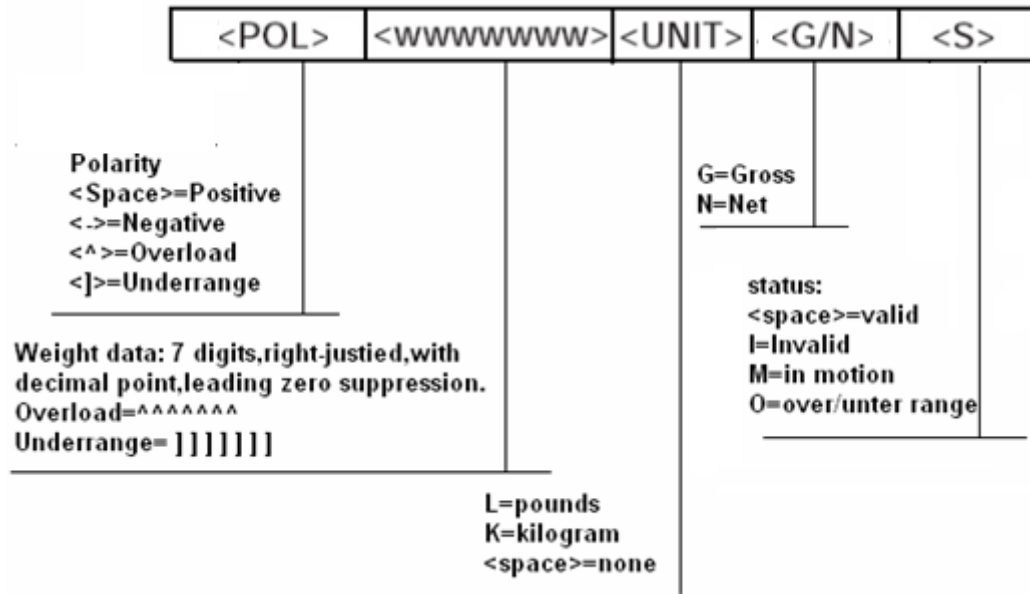 <POL> <wwwwwww> <UNIT> <G/N> <S>
Polarity
<Space>=Positive
<->=Negative
<^>=Overload
<]>=Underrange
G=Gross
N=Net
status:
<space>=valid
I=Invalid
M=in motion
O=over/unter range
Weight data: 7 digits,right-justied,with
decimal point,leading zero suppression.
Overload=^^^^^^^
Underrange= ] ] ] ] ] ] ]
L=pounds
K=kilogram
<space>=none